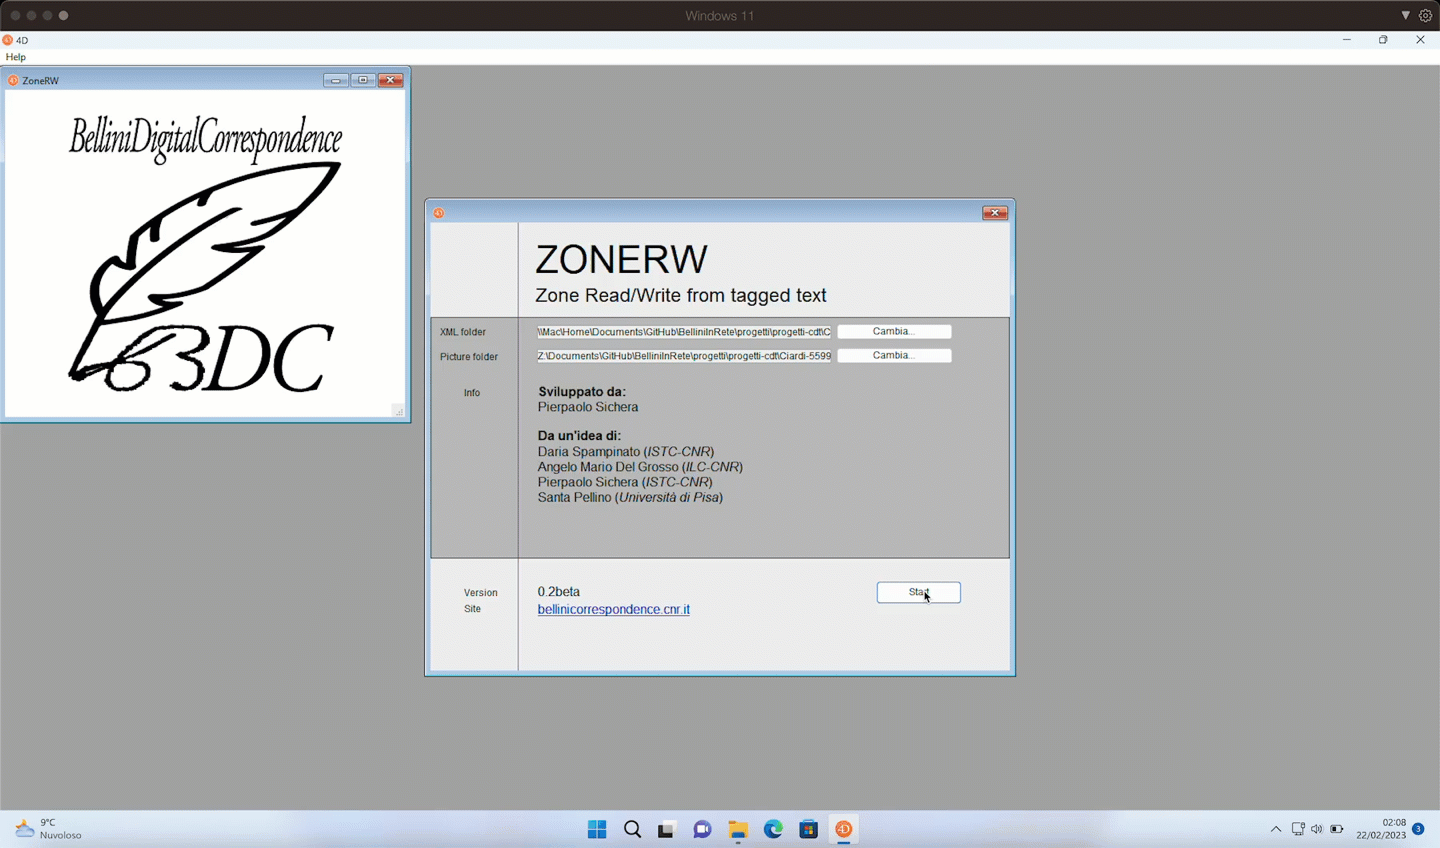 Windows 11
4D
Help
ZoneRW
BelliniDigitalCorrespondence
3DC
ZONERW
Zone Read/Write from tagged text
XML folder
\\Mac\Home\Documents\GitHub\BelliniInRete\progetti\progetti-cdt\C
Cambia...
Picture folder
Z:\Documents\GitHub\BelliniInRete\progetti\progetti-cdt\Ciardi-5599
Cambia...
Info
Sviluppato da:
Pierpaolo Sichera
Da un'idea di:
Daria Spampinato (ISTC-CNR)
Angelo Mario Del Grosso (ILC-CNR)
Pierpaolo Sichera (ISTC-CNR)
Santa Pellino (Università di Pisa)
Version
0.2beta
Start
Site
bellinicorrespondence.cnr.it
9°C
Nuvoloso
4D
02:08
22/02/2023
3